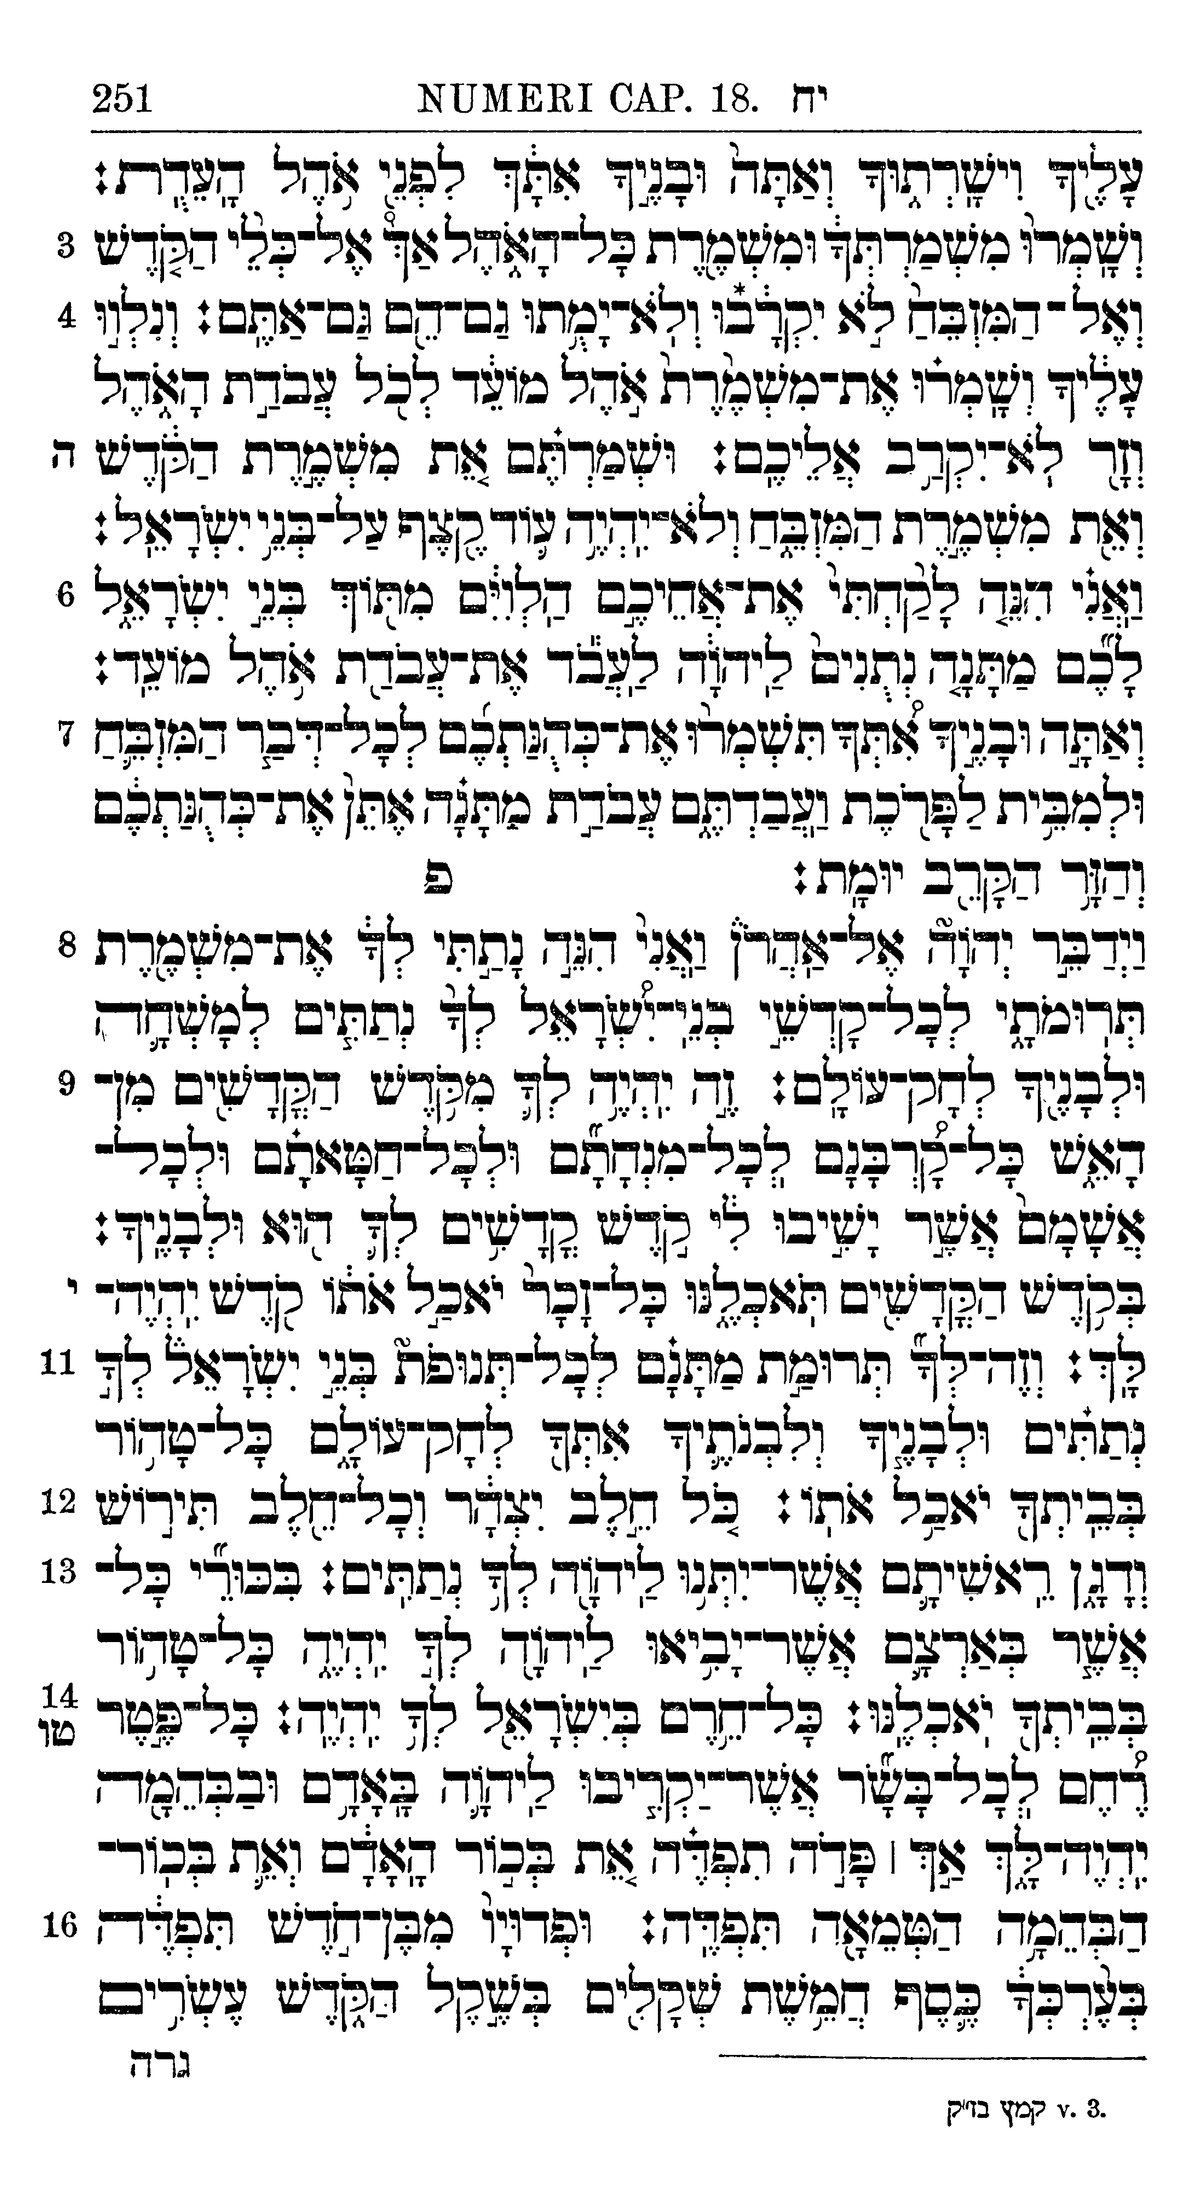 251 NUMERI CAP. 18. יח
עָלֶ֖יךָ וִישָֽׁרְת֑וּךָ וְאַתָּה֙ וּבָנֶ֣יךָ אִתָּ֔ךְ לִפְנֵ֖י אֹ֥הֶל הָֽעֵדֻֽת׃
3 וְשָֽׁמְרוּ֙ מִשְׁמַרְתְּךָ֔ וּמִשְׁמֶ֖רֶת כָּל־הָאֹ֑הֶל אַךְ֩ אֶל־כְּלֵ֨י הַקֹּ֤דֶשׁ
4 וְאֶל־הַמִּזְבֵּ֙חַ֙ לֹ֣א יִקְרָ֔בוּ* וְלֹֽא־יָמֻ֥תוּ גַם־הֵ֖ם גַּם־אַתֶּֽם׃ וְנִלְו֣וּ
עָלֶ֔יךָ וְשָֽׁמְר֗וּ אֶת־מִשְׁמֶ֙רֶת֙ אֹ֣הֶל מוֹעֵ֔ד לְכֹ֖ל עֲבֹדַ֣ת הָאֹ֑הֶל
ה וְזָ֖ר לֹֽא־יִקְרַ֥ב אֲלֵיכֶֽם׃ וּשְׁמַרְתֶּ֗ם אֵ֚ת מִשְׁמֶ֣רֶת הַקֹּ֔דֶשׁ
וְאֵ֖ת מִשְׁמֶ֣רֶת הַמִּזְבֵּ֑חַ וְלֹא־יִֽהְיֶ֥ה ע֛וֹד קֶ֖צֶף עַל־בְּנֵ֥י יִשְׂרָאֵֽל׃
6 וַֽאֲנִ֗י הִנֵּ֤ה לָקַ֙חְתִּי֙ אֶת־אֲחֵיכֶ֣ם הַֽלְוִיִּ֔ם מִתּ֖וֹךְ בְּנֵ֣י יִשְׂרָאֵ֑ל
לָכֶ֞ם מַתָּנָ֤ה נְתֻנִים֙ לַֽיהוָ֔ה לַֽעֲבֹ֕ד אֶת־עֲבֹדַ֖ת אֹ֥הֶל מוֹעֵֽד׃
7 וְאַתָּ֣ה וּבָנֶ֣יךָ אִ֠תְּךָ תִּשְׁמְר֨וּ אֶת־כְּהֻנַּתְכֶ֜ם לְכָל־דְּבַ֧ר הַמִּזְבֵּ֛חַ
וּלְמִבֵּ֥ית לַפָּרֹ֖כֶת וַֽעֲבַדְתֶּ֑ם עֲבֹדַ֣ת מַתָּנָ֗ה אֶתֵּן֙ אֶת־כְּהֻנַּתְכֶ֔ם
וְהַזָּ֥ר הַקָּרֵ֖ב יוּמָֽת׃ פ
8 וַיְדַבֵּ֣ר יְהוָה֮ אֶל־אַֽהֲרֹן֒ וַֽאֲנִי֙ הִנֵּ֣ה נָתַ֣תִּי לְךָ֔ אֶת־מִשְׁמֶ֖רֶת
תְּרֽוּמֹתָ֑י לְכָל־קָדְשֵׁ֣י בְנֵֽי־יִ֠שְׂרָאֵל לְךָ֨ נְתַתִּ֧ים לְמָשְׁחָ֛ה
9 וּלְבָנֶ֖יךָ לְחָק־עוֹלָֽם׃ זֶ֣ה יִֽהְיֶ֥ה לְךָ֛ מִקֹּ֥דֶשׁ הַקֳּדָשִׁ֖ים מִן־
הָאֵ֑שׁ כָּל־קָ֠רְבָּנָם לְֽכָל־מִנְחָתָ֞ם וּלְכָל־חַטָּאתָ֗ם וּלְכָל־
אֲשָׁמָם֙ אֲשֶׁ֣ר יָשִׁ֣יבוּ לִ֔י קֹ֣דֶשׁ קָֽדָשִׁ֥ים לְךָ֛ ה֖וּא וּלְבָנֶֽיךָ׃
י בְּקֹ֥דֶשׁ הַקֳּדָשִׁ֖ים תֹּֽאכְלֶ֑נּוּ כָּל־זָכָר֙ יֹאכַ֣ל אֹת֔וֹ קֹ֖דֶשׁ יִֽהְיֶה־
11 לָּֽךְ׃ וְזֶה־לְּךָ֞ תְּרוּמַ֣ת מַתָּנָ֗ם לְכָל־תְּנוּפֹת֮ בְּנֵ֣י יִשְׂרָאֵל֒ לְךָ֣
נְתַתִּ֗ים וּלְבָנֶ֧יךָ וְלִבְנֹתֶ֛יךָ אִתְּךָ֖ לְחָק־עוֹלָ֑ם כָּל־טָה֥וֹר
12 בְּבֵֽיתְךָ֖ יֹאכַ֥ל אֹתֽוֹ׃ כֹּ֚ל חֵ֣לֶב יִצְהָ֔ר וְכָל־חֵ֖לֶב תִּיר֣וֹשׁ
13 וְדָגָ֑ן רֵֽאשִׁיתָ֛ם אֲשֶׁר־יִתְּנ֥וּ לַֽיהוָ֖ה לְךָ֥ נְתַתִּֽים׃ בִּכּוּרֵ֞י כָּל־
אֲשֶׁ֧ר בְּאַרְצָ֛ם אֲשֶׁר־יָבִ֥יאוּ לַֽיהוָ֖ה לְךָ֣ יִֽהְיֶ֑ה כָּל־טָה֥וֹר
14 בְּבֵֽיתְךָ֖ יֹֽאכְלֶֽנּוּ׃ כָּל־חֵ֥רֶם בְּיִשְׂרָאֵ֖ל לְךָ֥ יִֽהְיֶֽה׃ כָּל־פֶּ֣טֶר
טו רֶ֠חֶם לְֽכָל־בָּשָׂ֞ר אֲשֶׁר־יַקְרִ֧יבוּ לַֽיהוָ֛ה בָּֽאָדָ֥ם וּבַבְּהֵמָ֖ה
יִֽהְיֶה־לָּ֑ךְ אַ֣ךְ ׀ פָּדֹ֣ה תִפְדֶּ֗ה אֵ֚ת בְּכ֣וֹר הָֽאָדָ֔ם וְאֵ֛ת בְּכֽוֹר־
16 הַבְּהֵמָ֥ה הַטְּמֵאָ֖ה תִּפְדֶּֽה׃ וּפְדוּיָו֙ מִבֶּן־חֹ֣דֶשׁ תִּפְדֶּ֔ה
בְּעֶ֨רְכְּךָ֔ כֶּ֛סֶף חֲמֵ֥שֶׁת שְׁקָלִ֖ים בְּשֶׁ֣קֶל הַקֹּ֑דֶשׁ עֶשְׂרִ֥ים
גרה
v. 3. קמץ בז״ק